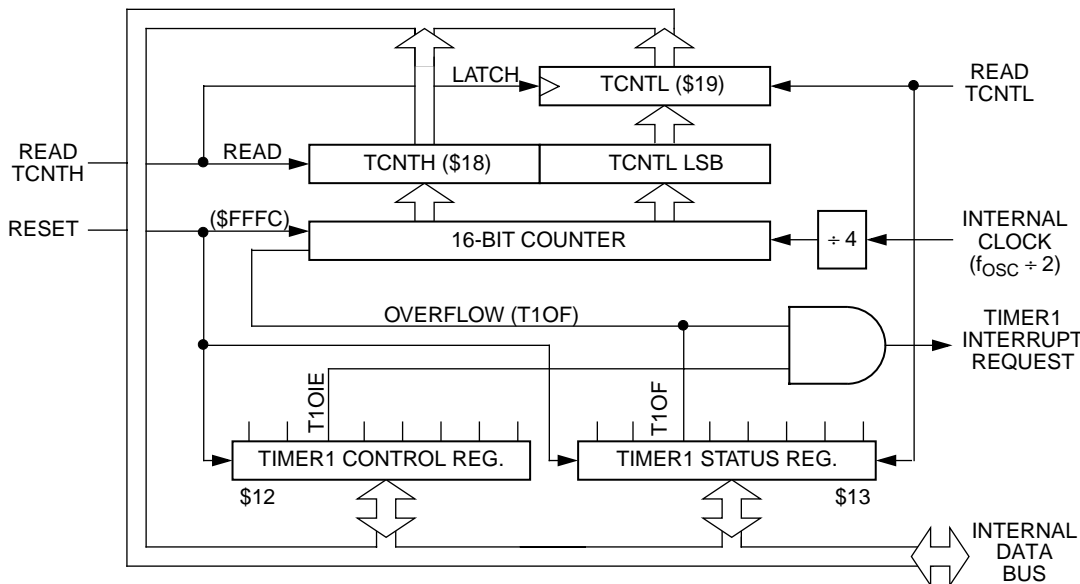 LATCH
TCNTL ($19)
READ
TCNTL
READ
TCNTH
READ
TCNTH ($18)
TCNTL LSB
RESET
($FFFC)
16-BIT COUNTER
÷ 4
INTERNAL
CLOCK
(fOSC ÷ 2)
OVERFLOW (T1OF)
TIMER1
INTERRUPT
REQUEST
T1OIE
T1OF
TIMER1 CONTROL REG.
TIMER1 STATUS REG.
$12
$13
INTERNAL
DATA
BUS